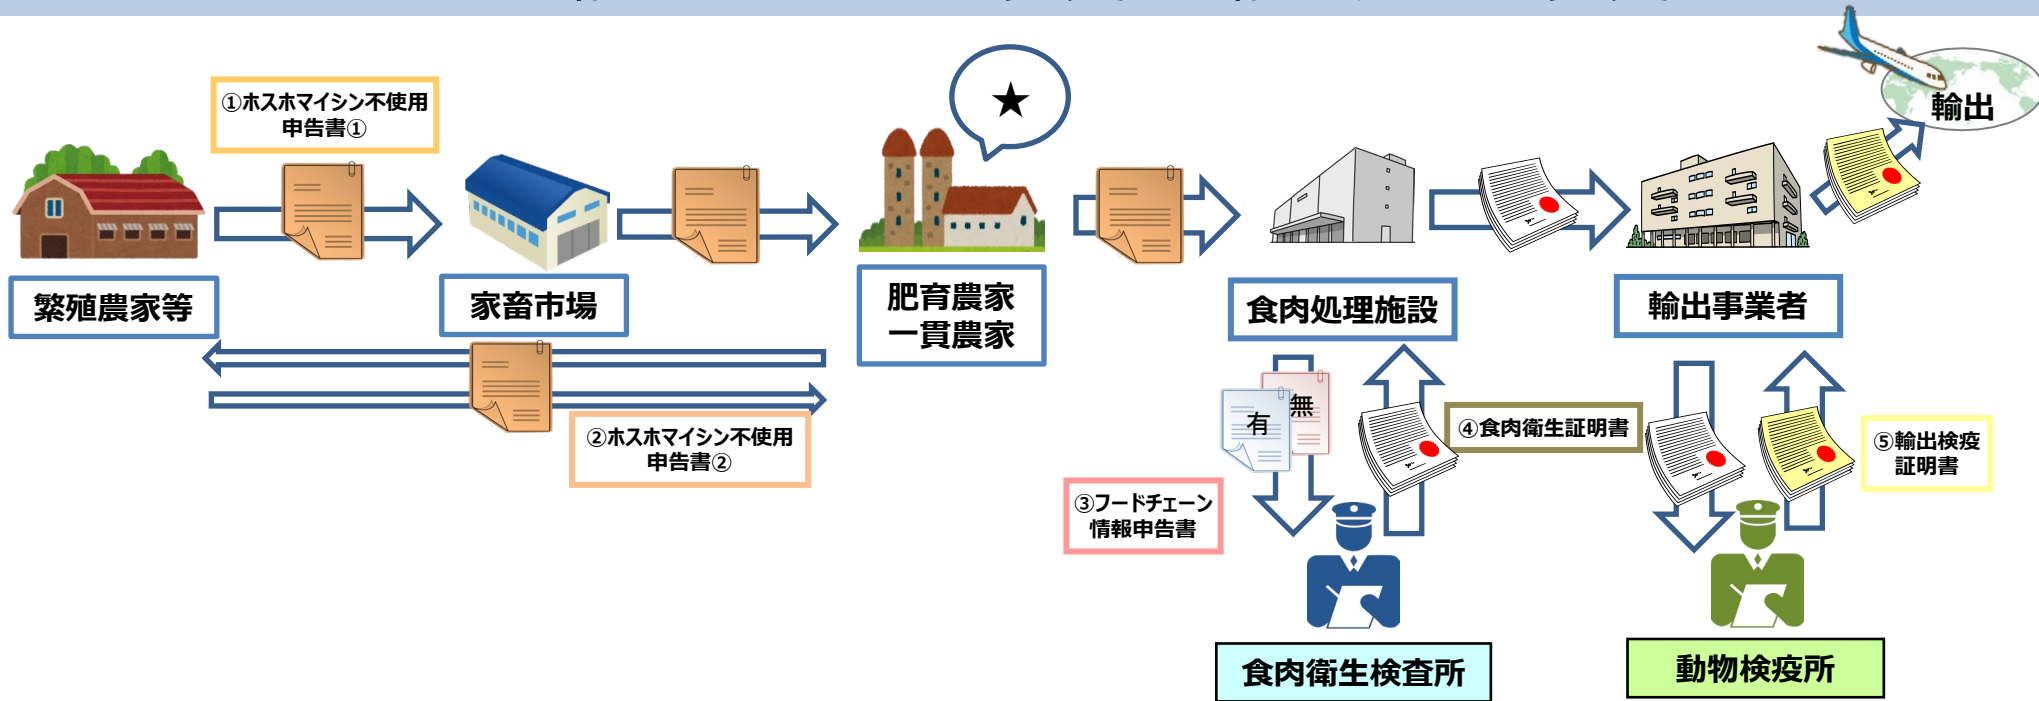 ①ホスホマイシン不使用
申告書①
★
輸出
繁殖農家等
家畜市場
肥育農家
一貫農家
食肉処理施設
輸出事業者
②ホスホマイシン不使用
申告書②
有
無
③フードチェーン
情報申告書
④食肉衛生証明書
⑤輸出検疫
証明書
食肉衛生検査所
動物検疫所